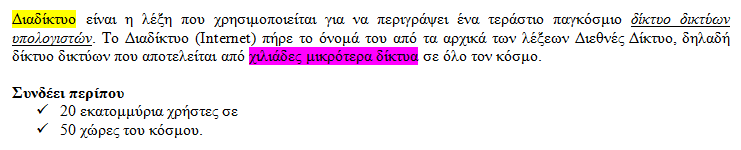 Διαδίκτυο είναι η λέξη που χρησιμοποιείται για να περιγράψει ένα τεράστιο παγκόσμιο δίκτυο δικτύων
υπολογιστών. Το Διαδίκτυο (Internet) πήρε το όνομά του από τα αρχικά των λέξεων Διεθνές Δίκτυο, δηλαδή
δίκτυο δικτύων που αποτελείται από χιλιάδες μικρότερα δίκτυα σε όλο τον κόσμο.
Συνδέει περίπου
✓ 20 εκατομμύρια χρήστες σε
✓ 50 χώρες του κόσμου.